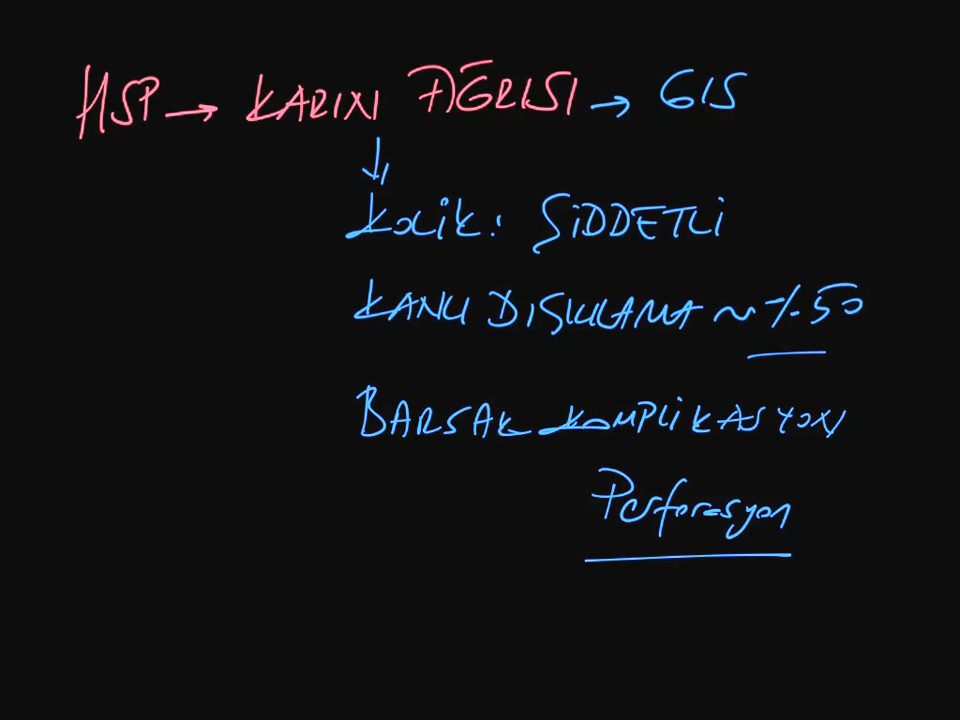 HSP → KARIN AĞRISI → GIS
↓
KOLİK: ŞİDDETLİ
KANLI DIŞKILAMA ~ %50
BARSAK KOMPLİKASYON
Perforasyon